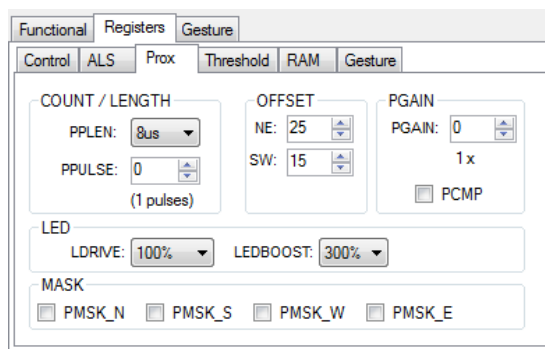 Functional Registers Gesture
Control ALS Prox Threshold RAM Gesture
COUNT / LENGTH OFFSET PGAIN
PPLEN: 8us NE: 25 PGAIN: 0
SW: 15 1 x
PPULSE: 0
(1 pulses) PCMP
LED
LDRIVE: 100% LEDBOOST: 300%
MASK
PMSK_N PMSK_S PMSK_W PMSK_E